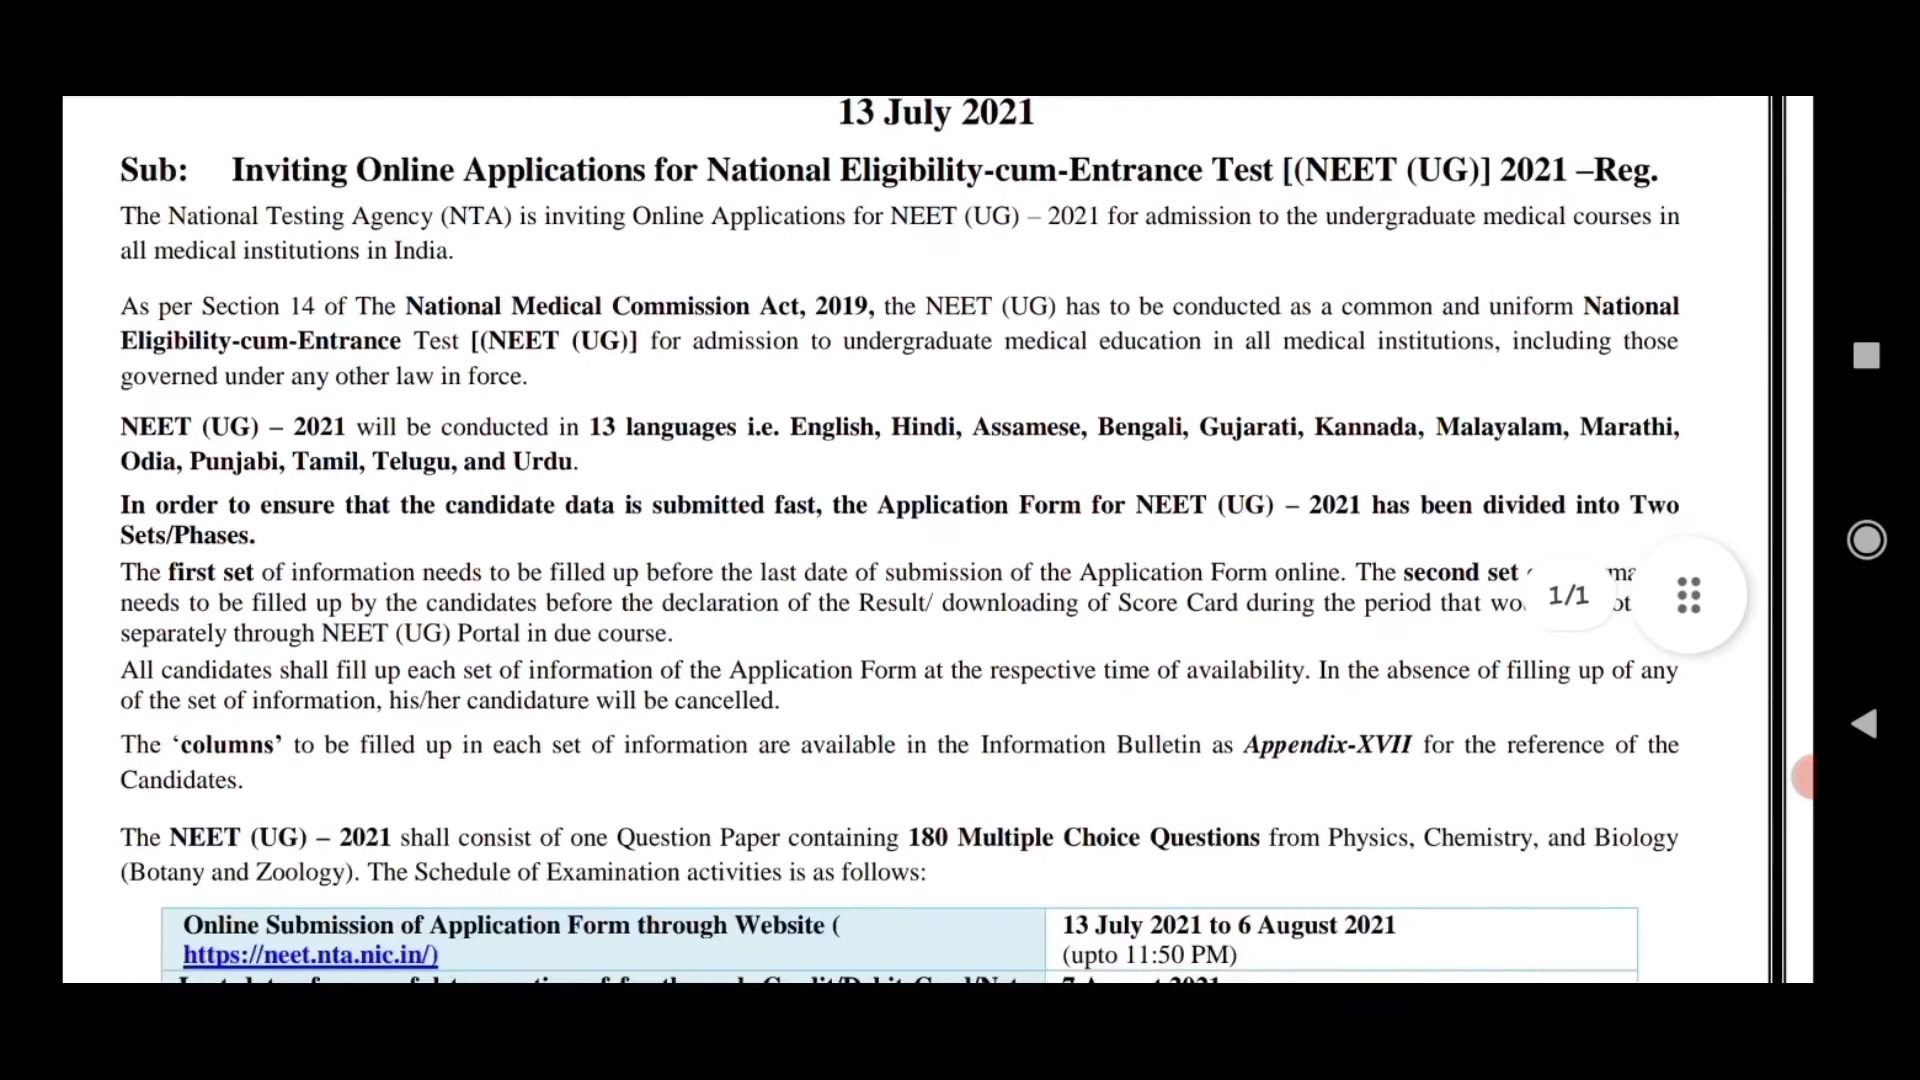 13 July 2021
Sub: Inviting Online Applications for National Eligibility-cum-Entrance Test [(NEET (UG)] 2021 –Reg.
The National Testing Agency (NTA) is inviting Online Applications for NEET (UG) – 2021 for admission to the undergraduate medical courses in
all medical institutions in India.
As per Section 14 of The National Medical Commission Act, 2019, the NEET (UG) has to be conducted as a common and uniform National
Eligibility-cum-Entrance Test [(NEET (UG)] for admission to undergraduate medical education in all medical institutions, including those
governed under any other law in force.
NEET (UG) – 2021 will be conducted in 13 languages i.e. English, Hindi, Assamese, Bengali, Gujarati, Kannada, Malayalam, Marathi,
Odia, Punjabi, Tamil, Telugu, and Urdu.
In order to ensure that the candidate data is submitted fast, the Application Form for NEET (UG) – 2021 has been divided into Two
Sets/Phases.
The first set of information needs to be filled up before the last date of submission of the Application Form online. The second set
needs to be filled up by the candidates before the declaration of the Result/ downloading of Score Card during the period that 1/1
separately through NEET (UG) Portal in due course.
All candidates shall fill up each set of information of the Application Form at the respective time of availability. In the absence of filling up of any
of the set of information, his/her candidature will be cancelled.
The ‘columns’ to be filled up in each set of information are available in the Information Bulletin as Appendix-XVII for the reference of the
Candidates.
The NEET (UG) – 2021 shall consist of one Question Paper containing 180 Multiple Choice Questions from Physics, Chemistry, and Biology
(Botany and Zoology). The Schedule of Examination activities is as follows:
Online Submission of Application Form through Website ( 13 July 2021 to 6 August 2021
https://neet.nta.nic.in/) (upto 11:50 PM)